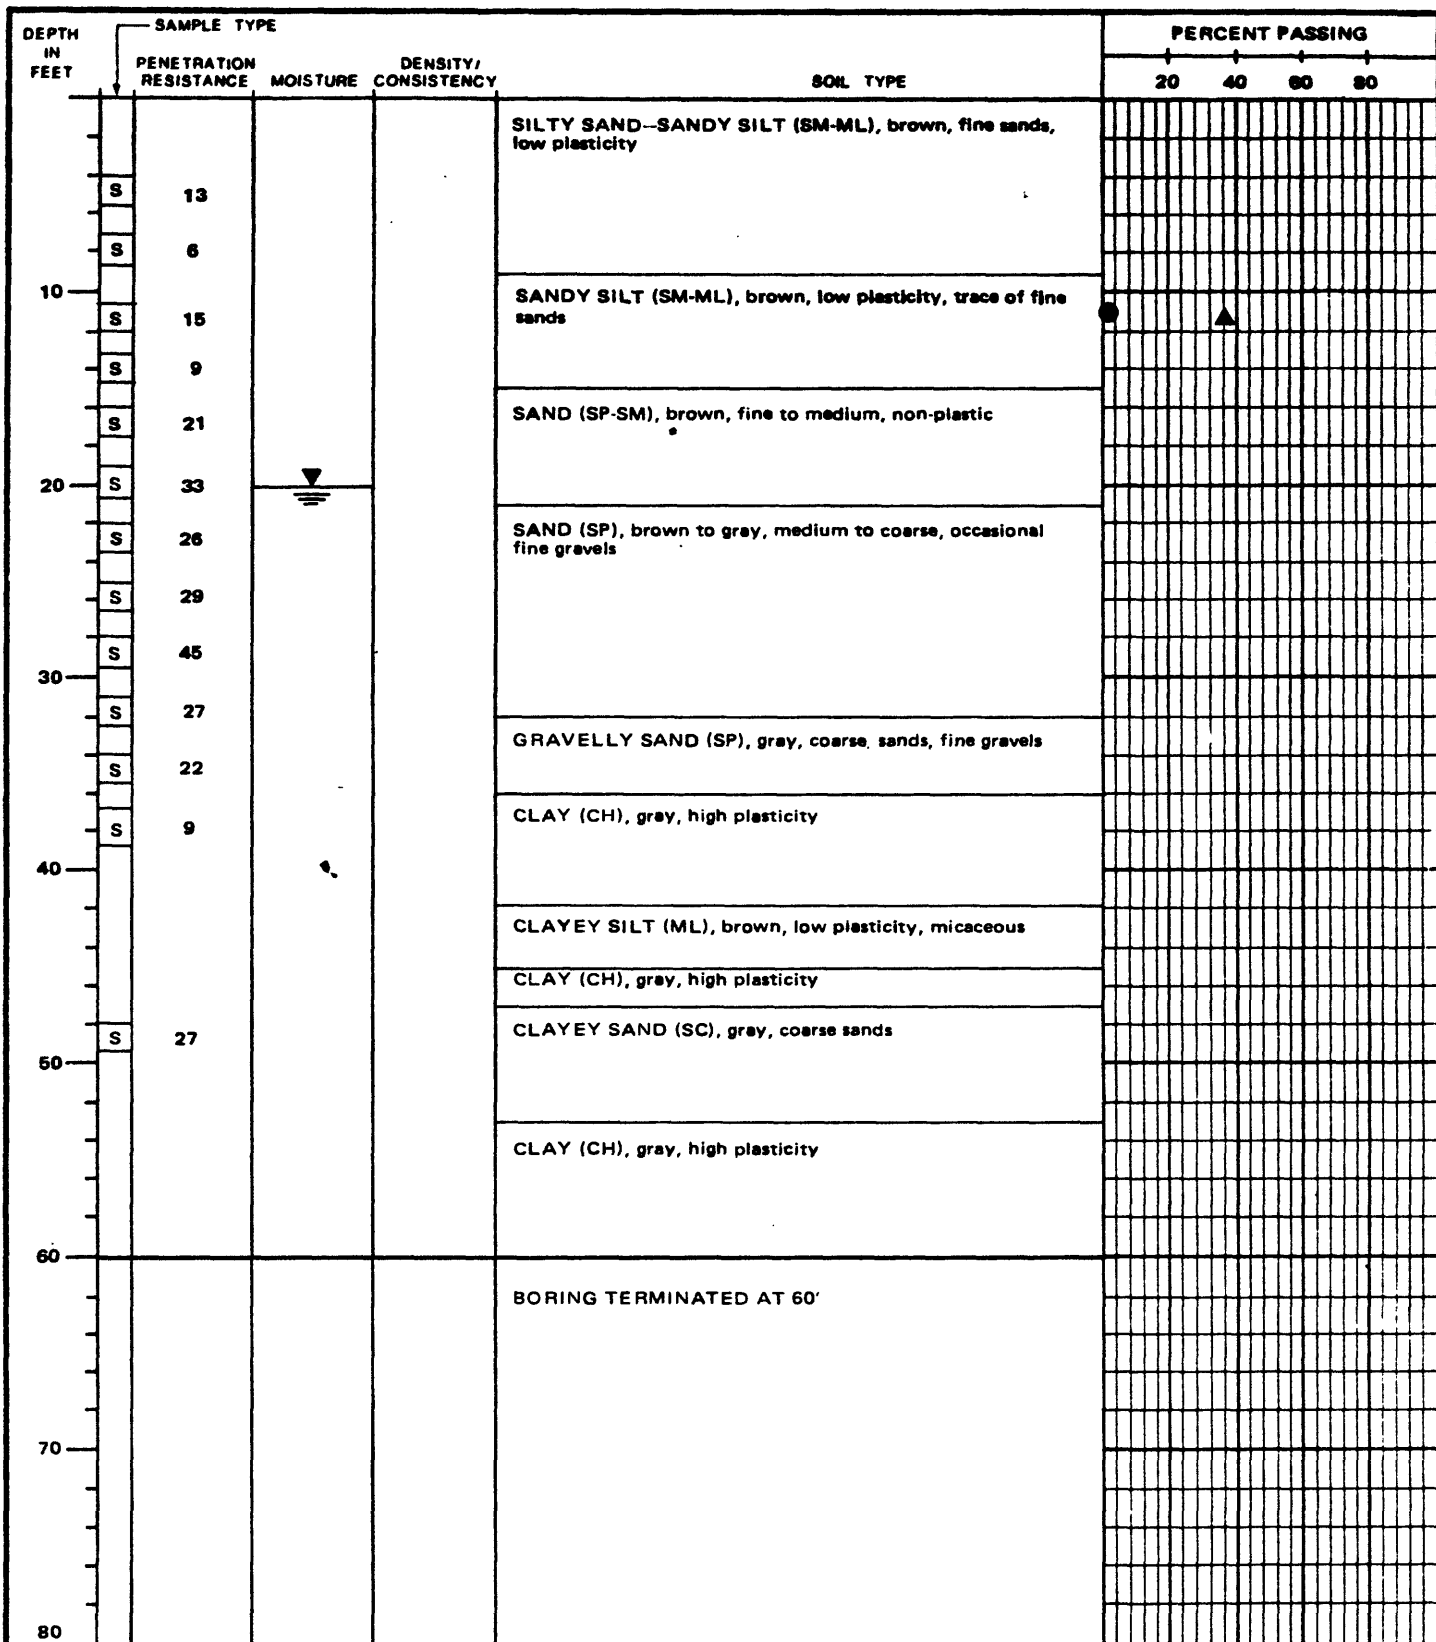 DEPTH IN FEET
SAMPLE TYPE
PENETRATION RESISTANCE
MOISTURE
DENSITY/ CONSISTENCY
SOIL TYPE
PERCENT PASSING
20 40 60 80
SILTY SAND--SANDY SILT (SM-ML), brown, fine sands,
low plasticity
S 13
S 6
10
SANDY SILT (SM-ML), brown, low plasticity, trace of fine
sands
S 15
S 9
SAND (SP-SM), brown, fine to medium, non-plastic
S 21
20 S 33
SAND (SP), brown to gray, medium to coarse, occasional
fine gravels
S 26
S 29
S 45
30
S 27
GRAVELLY SAND (SP), gray, coarse, sands, fine gravels
S 22
CLAY (CH), gray, high plasticity
S 9
40
CLAYEY SILT (ML), brown, low plasticity, micaceous
CLAY (CH), gray, high plasticity
CLAYEY SAND (SC), gray, coarse sands
S 27
50
CLAY (CH), gray, high plasticity
60
BORING TERMINATED AT 60'
70
80